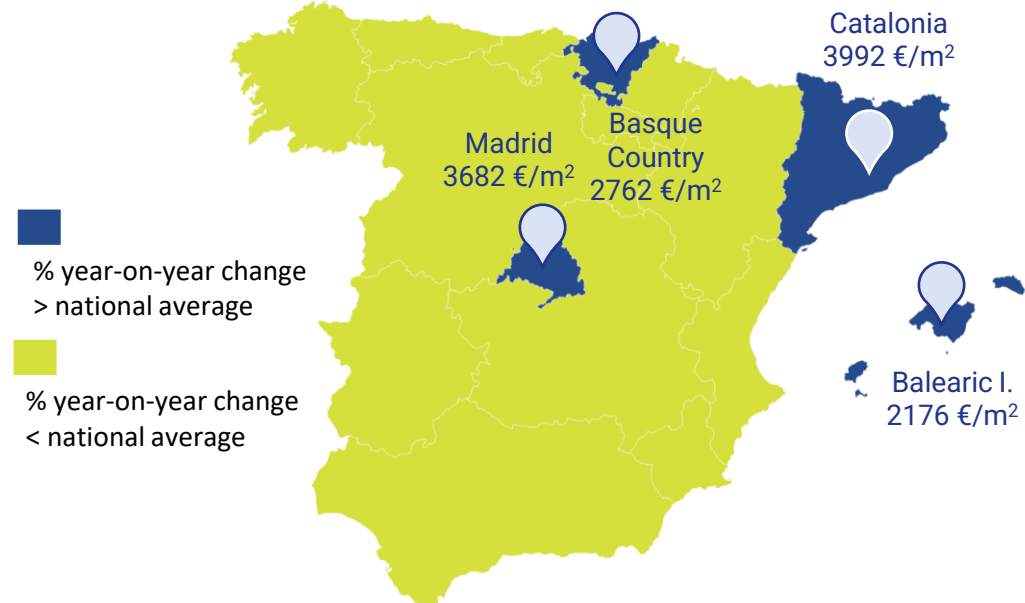 Catalonia
3992 €/m²
Madrid
3682 €/m²
Basque
Country
2762 €/m²
% year-on-year change
> national average
% year-on-year change
< national average
Balearic I.
2176 €/m²